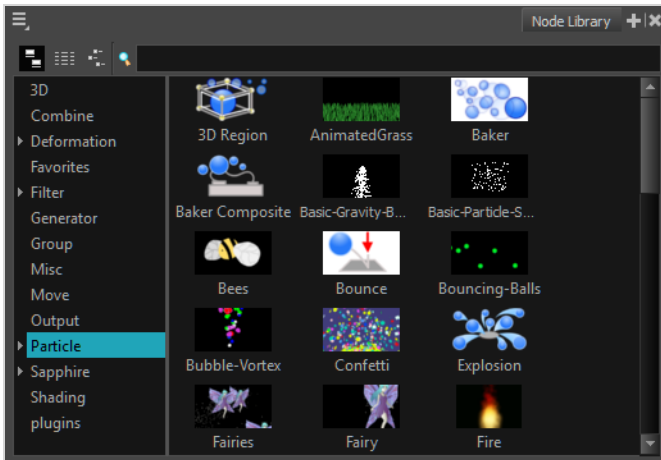 Node Library
3D
Combine
Deformation
Favorites
Filter
Generator
Group
Misc
Move
Output
Particle
Sapphire
Shading
plugins
3D Region AnimatedGrass Baker
Baker Composite Basic-Gravity-B... Basic-Particle-S...
Bees Bounce Bouncing-Balls
Bubble-Vortex Confetti Explosion
Fairies Fairy Fire